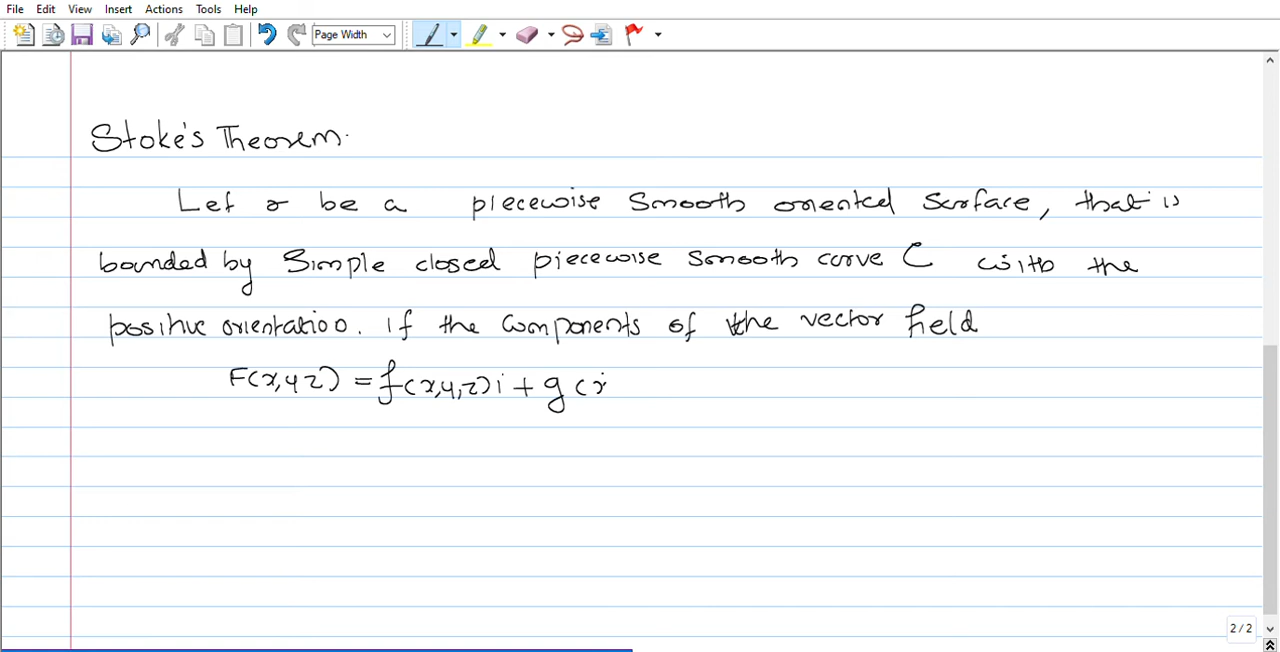 File Edit View Insert Actions Tools Help
Page Width
Stoke's Theorem.
Let σ be a piecewise smooth oriented surface, that is
bounded by simple closed piecewise smooth curve C with the
positive orientation. If the components of the vector field
F(x,y z) = f(x,y,z)i + g(x
2 / 2